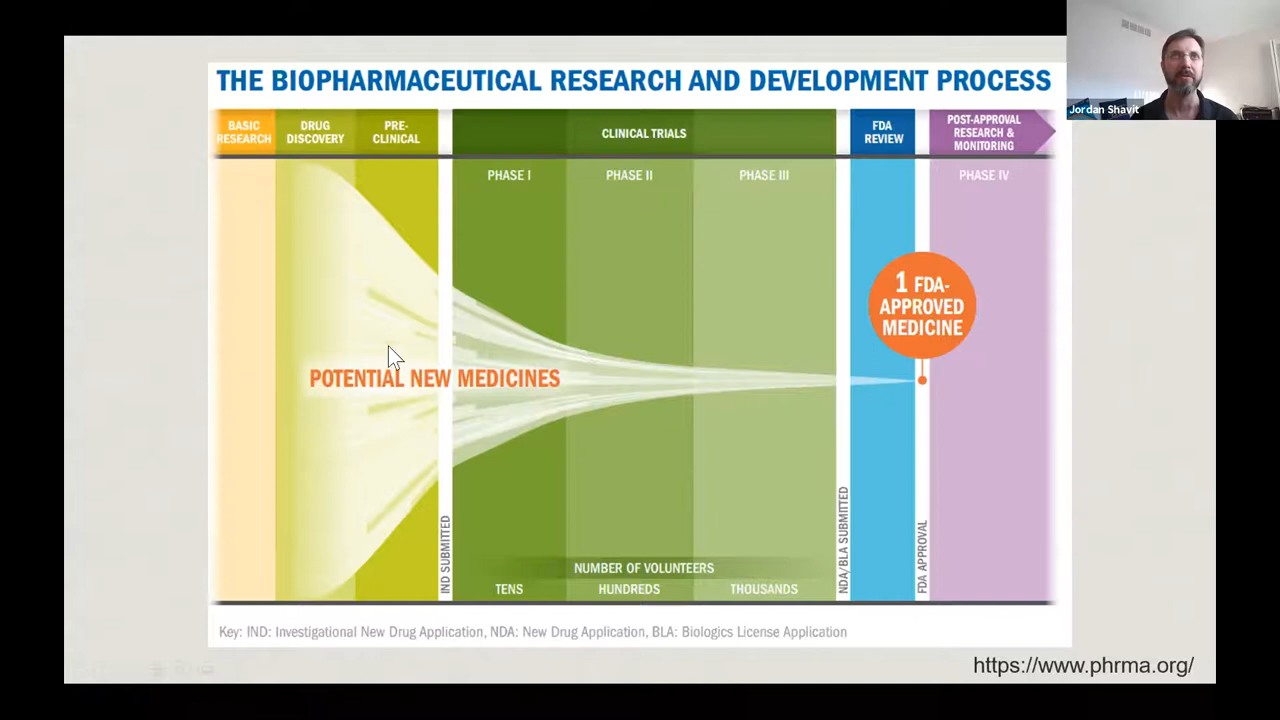 THE BIOPHARMACEUTICAL RESEARCH AND DEVELOPMENT PROCESS
Jordan Shavit
BASIC
RESEARCH
DRUG
DISCOVERY
PRE-
CLINICAL
CLINICAL TRIALS
FDA
REVIEW
POST-APPROVAL
RESEARCH &
MONITORING
PHASE I
PHASE II
PHASE III
PHASE IV
1 FDA-
APPROVED
MEDICINE
POTENTIAL NEW MEDICINES
IND SUBMITTED
NDA/BLA SUBMITTED
FDA APPROVAL
NUMBER OF VOLUNTEERS
TENS
HUNDREDS
THOUSANDS
Key: IND: Investigational New Drug Application, NDA: New Drug Application, BLA: Biologics License Application
https://www.phrma.org/